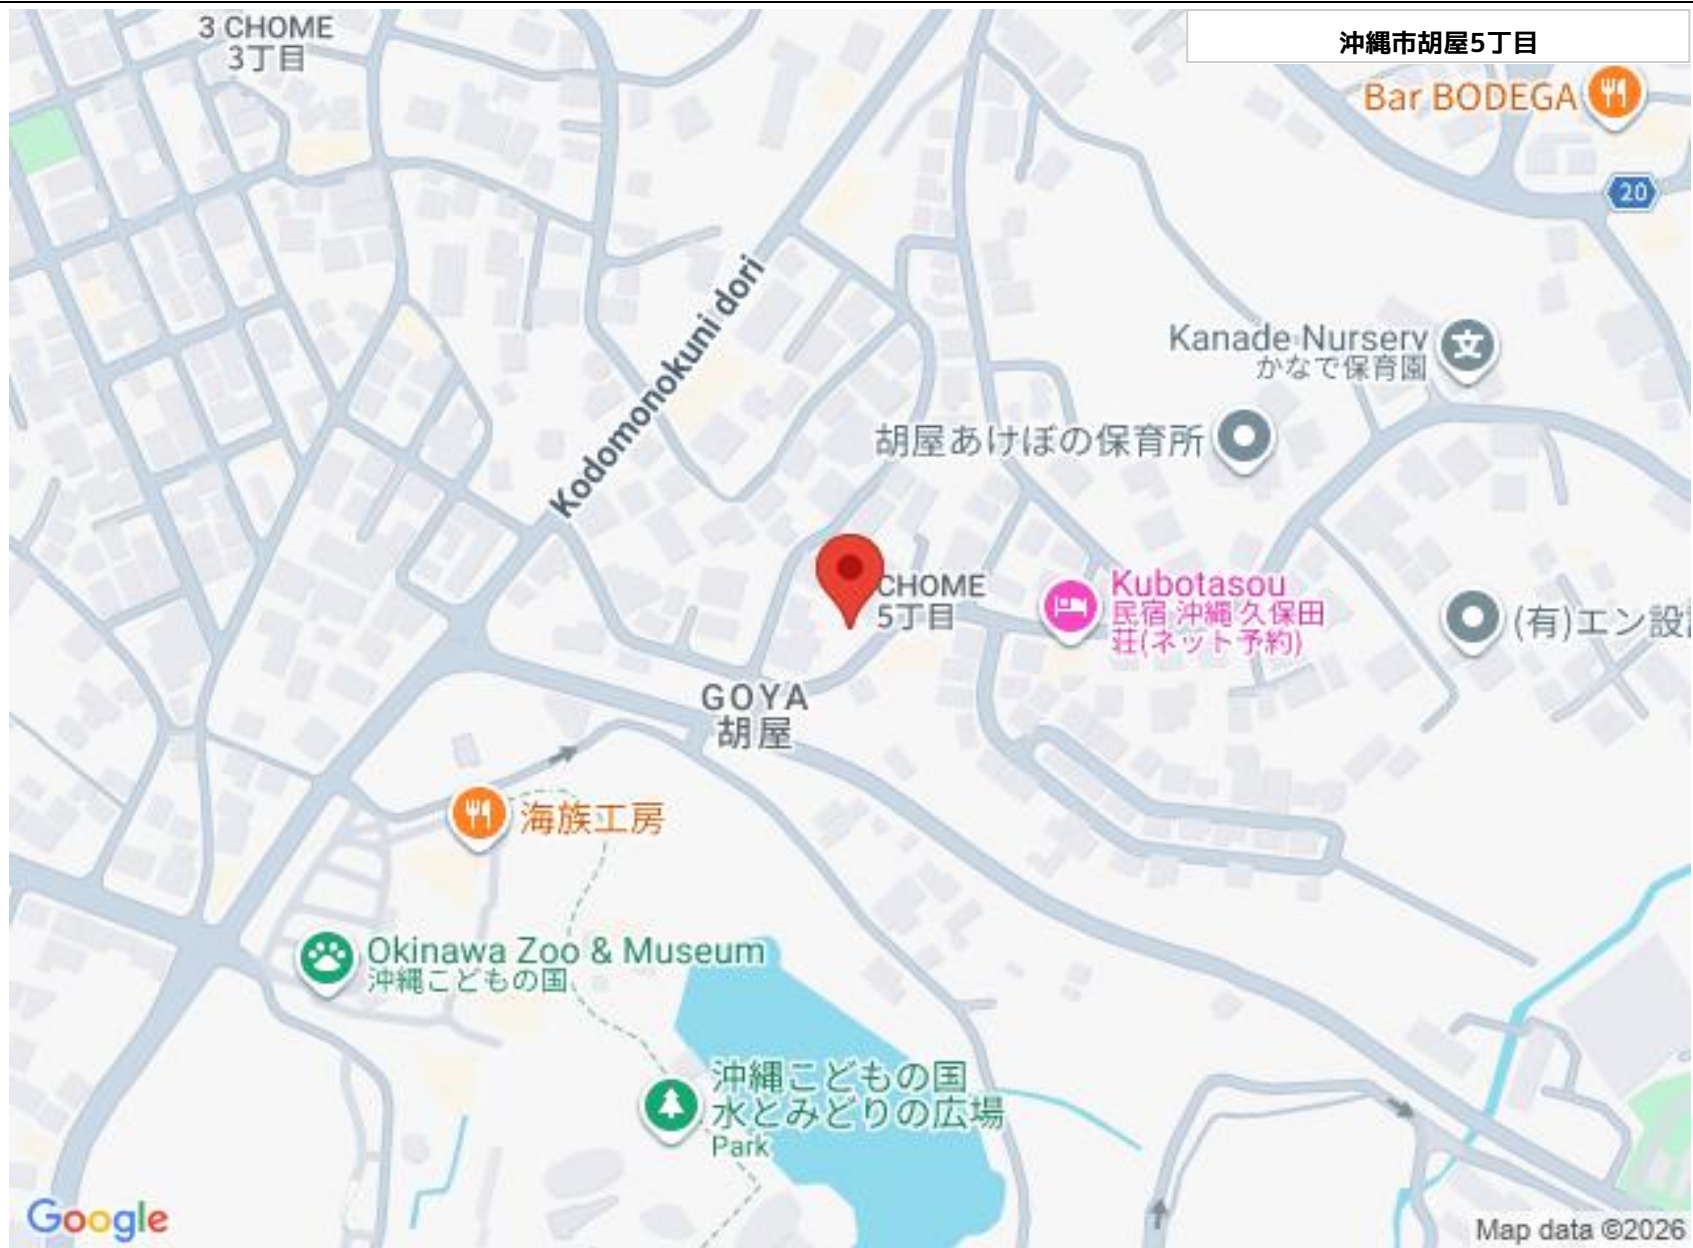 3 CHOME
3丁目
沖縄市胡屋5丁目
Bar BODEGA
20
Kodomonokuni dori
Kanade Nursery
かなで保育園
胡屋あけぼの保育所
CHOME
5丁目
Kubotasou
民宿 沖縄 久保田
荘(ネット予約)
(有)エン設
GOYA
胡屋
海族工房
Okinawa Zoo & Museum
沖縄こどもの国
沖縄こどもの国
水とみどりの広場
Park
Google
Map data ©2026